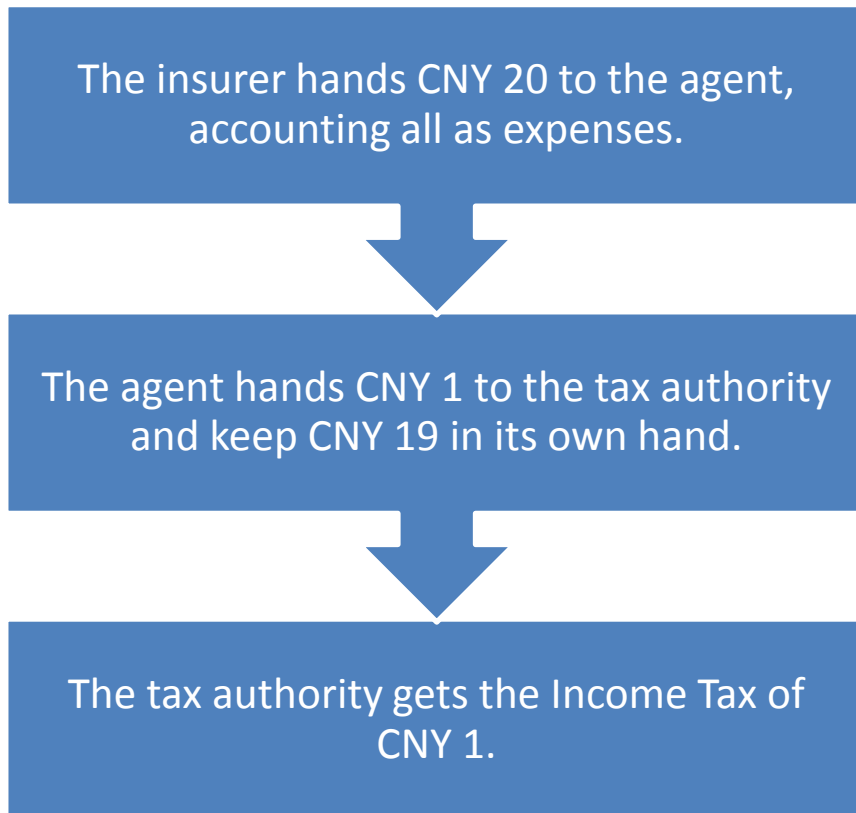 The insurer hands CNY 20 to the agent,
accounting all as expenses.
The agent hands CNY 1 to the tax authority
and keep CNY 19 in its own hand.
The tax authority gets the Income Tax of
CNY 1.